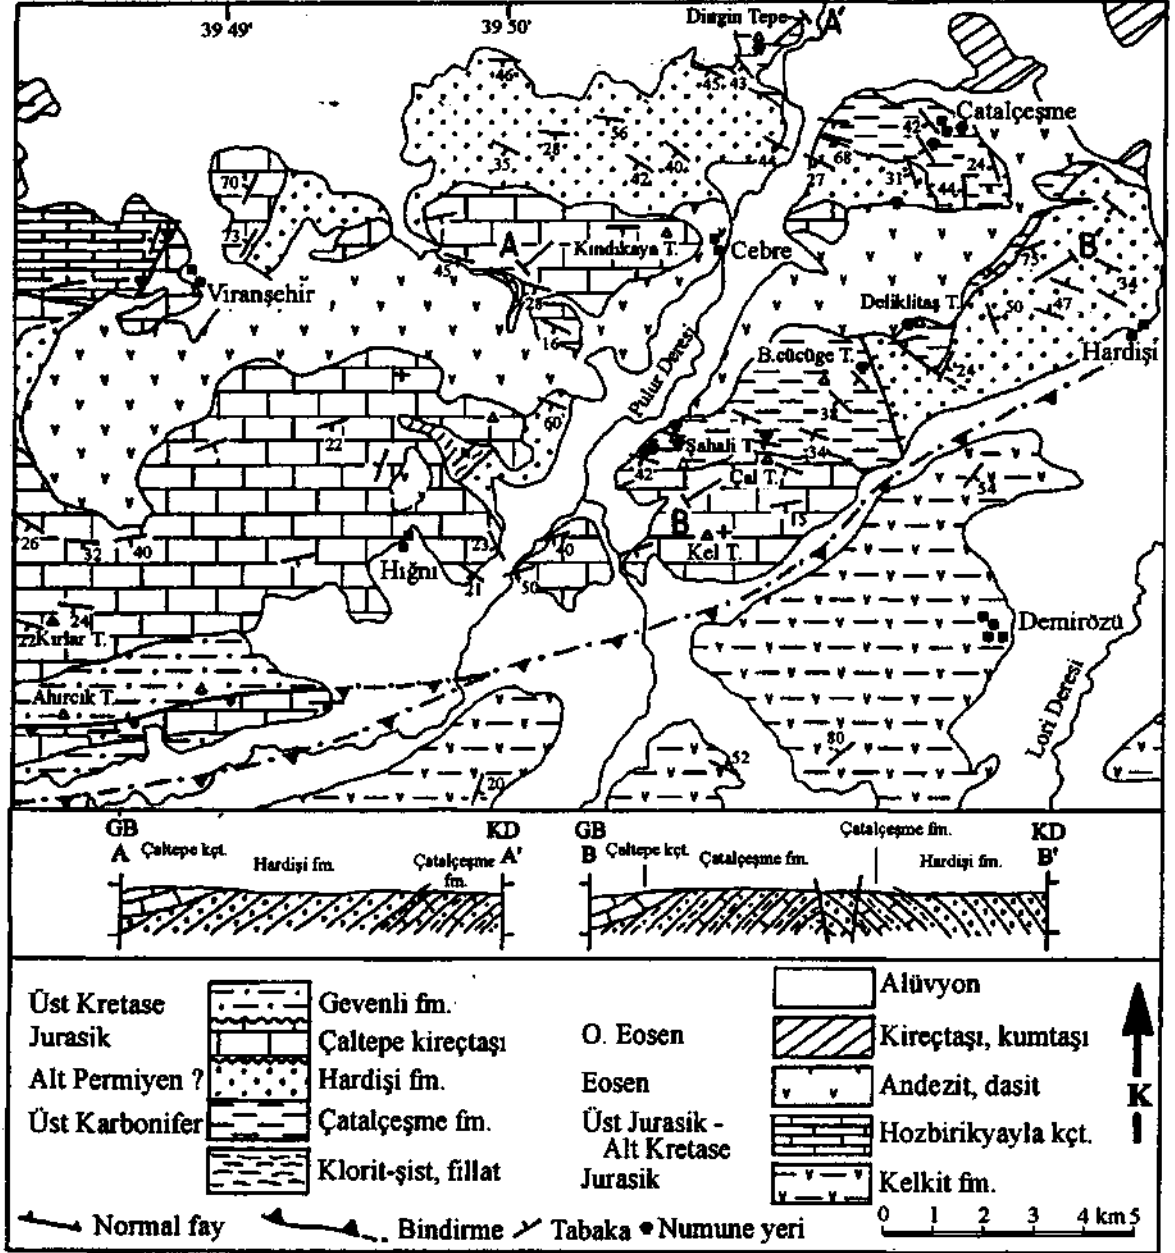 39 49'
39 50'
Dizgin Tepe
A'
46
45
43
Çatalçeşme
42
56
28
35
42
40
44
68
27
31
24
44
70
73
A
Kındıkaya T.
Cebre
45
28
16
Viranşehir
75
B'
34
50
47
Deliklitaş T.
Hardişi
B.cücüge T.
24
Pulur Deresi
60
22
Şahali T.
34
42
Çal T.
54
B
15
26
32
40
Hığnı
23
40
Kel T.
21
50
24
22
Kırlar T.
Demirözü
Ahırcık T.
Lori Deresi
80
52
20
GB
KD
GB
Çatalçeşme fm.
KD
A
Çaltepe kçt.
Hardişi fm.
Çatalçeşme
fm.
A'
B
Çaltepe kçt.
Çatalçeşme fm.
Hardişi fm.
B'
Üst Kretase
Gevenli fm.
Jurasik
Çaltepe kireçtaşı
Alt Permiyen ?
Hardişi fm.
Üst Karbonifer
Çatalçeşme fm.
Klorit-şist, fillat
Alüvyon
O. Eosen
Kireçtaşı, kumtaşı
Eosen
Andezit, dasit
Üst Jurasik -
Alt Kretase
Hozbirikyayla kçt.
Jurasik
Kelkit fm.
K
Normal fay
Bindirme
Tabaka
Numune yeri
0 1 2 3 4 km 5